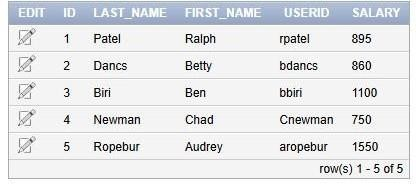 EDIT ID LAST_NAME FIRST_NAME USERID SALARY
1 Patel Ralph rpatel 895
2 Dancs Betty bdancs 860
3 Biri Ben bbiri 1100
4 Newman Chad Cnewman 750
5 Ropebur Audrey aropebur 1550
row(s) 1 - 5 of 5